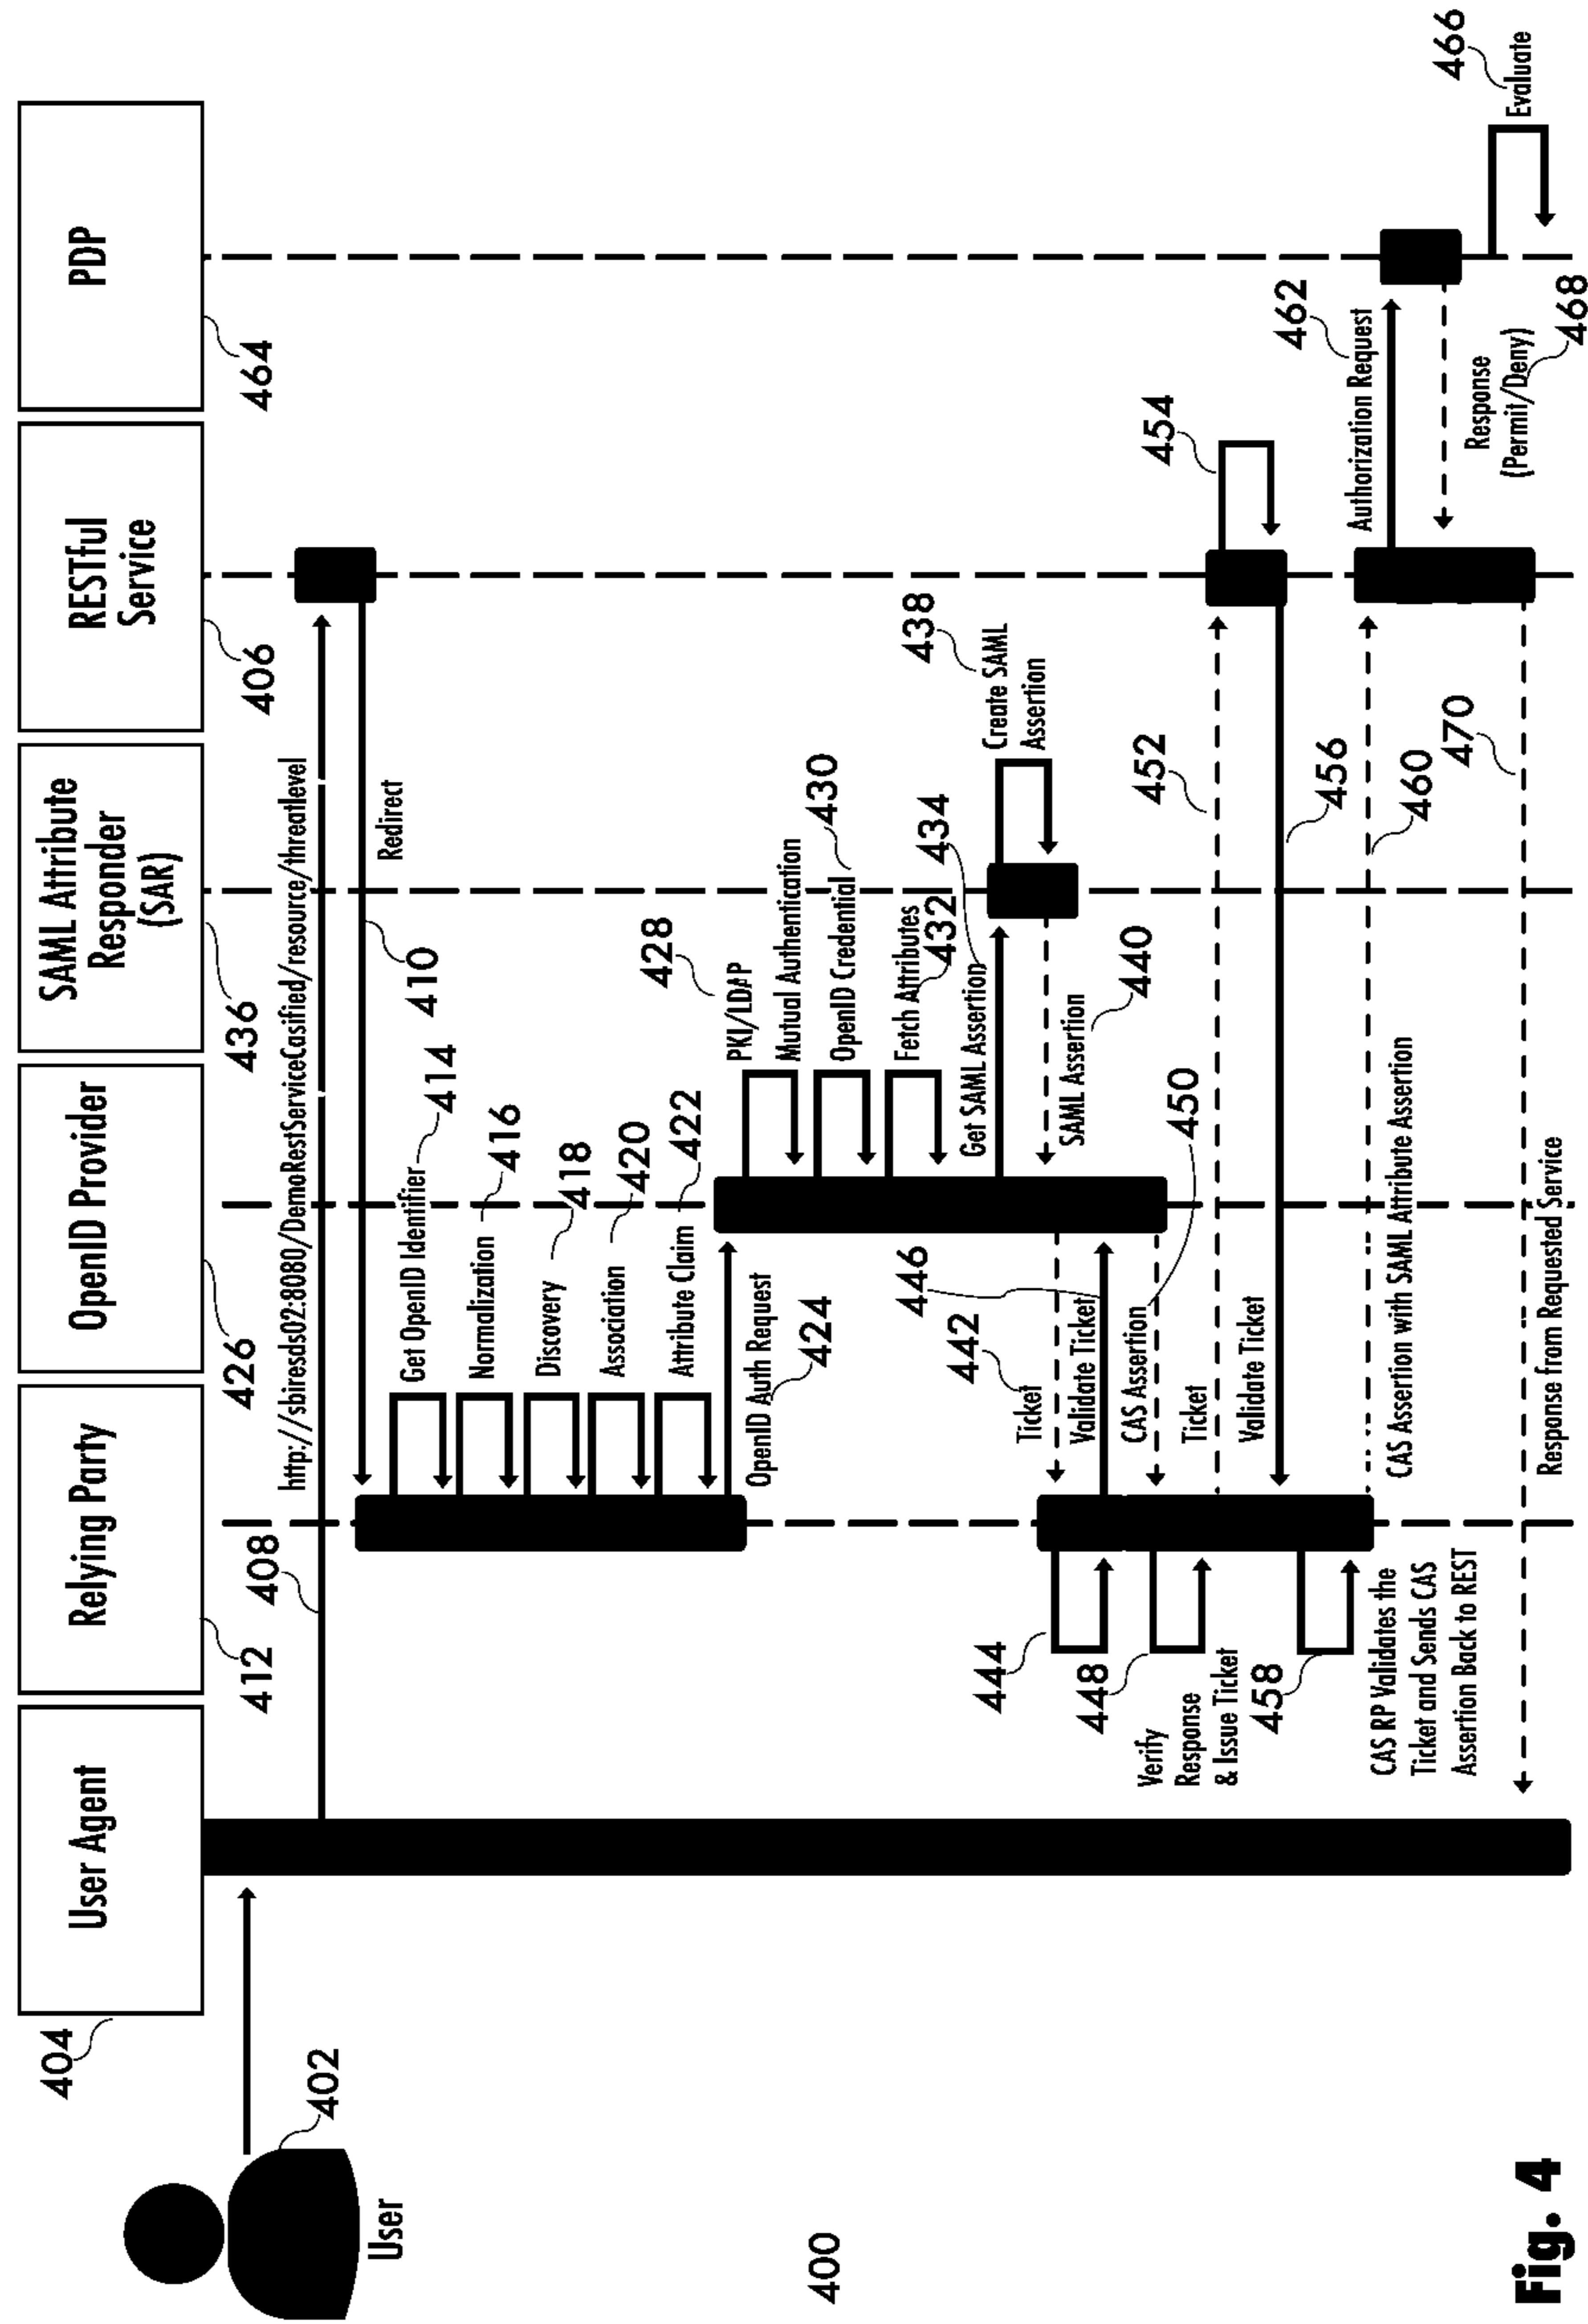 404
User Agent
412
Relying Party
426
OpenID Provider
436
SAML Attribute
Responder
(SAR)
406
RESTful
Service
464
PDP
402
User
408
http://sbiresds02:8080/DemoRestServiceCasified/resource/threatlevel
410
Redirect
Get OpenID Identifier
414
Normalization
416
Discovery
418
Association
420
Attribute Claim
422
OpenID Auth Request
424
428
PKI/LDAP
Mutual Authentication
OpenID Credential
430
Fetch Attributes
432
434
Get SAML Assertion
438
Create SAML
Assertion
SAML Assertion
440
442
Ticket
444
446
Validate Ticket
448
Verify
Response
& Issue Ticket
CAS Assertion
450
Ticket
452
454
Validate Ticket
456
458
CAS RP Validates the
Ticket and Sends CAS
Assertion Back to REST
CAS Assertion with SAML Attribute Assertion
460
Authorization Request
462
466
Evaluate
Response
(Permit/Deny)
468
470
Response from Requested Service
400
Fig. 4